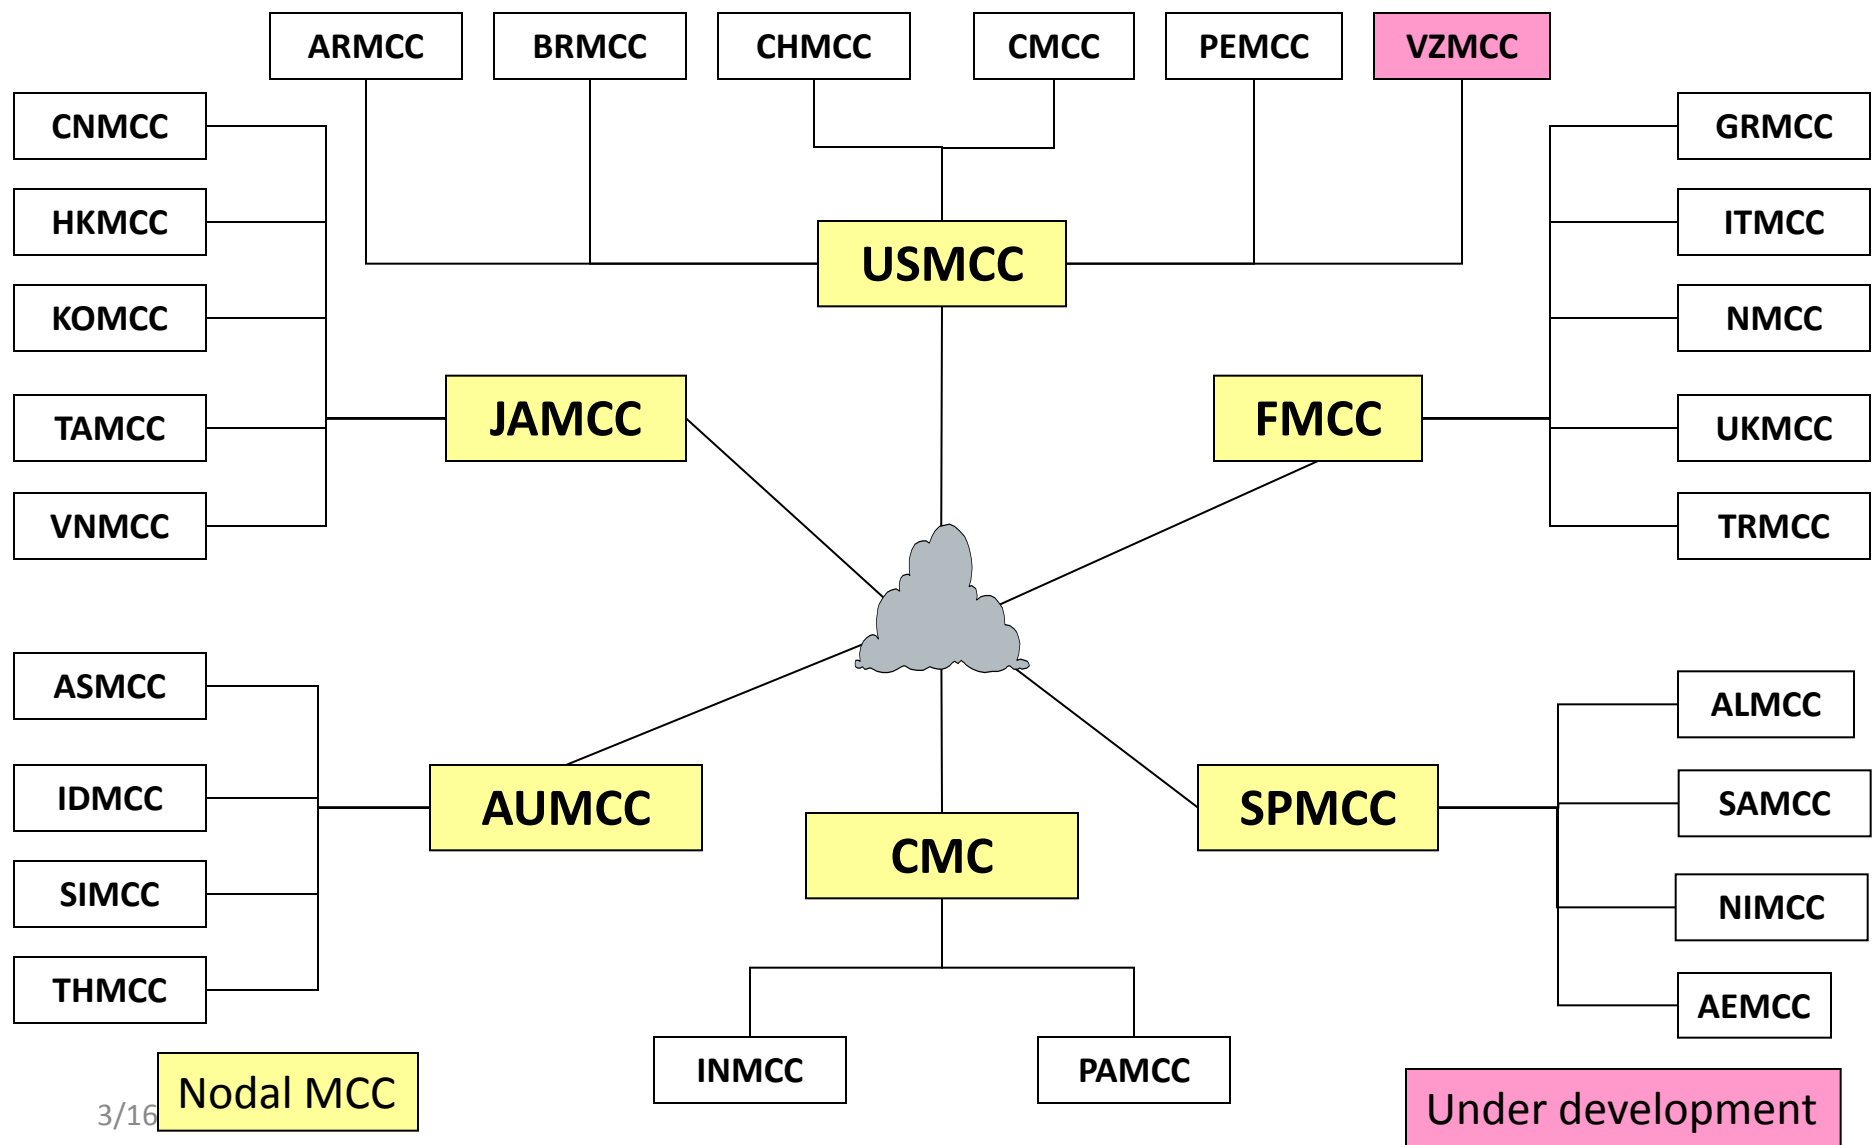 ARMCC
BRMCC
CHMCC
CMCC
PEMCC
VZMCC
CNMCC
HKMCC
KOMCC
TAMCC
VNMCC
USMCC
JAMCC
FMCC
GRMCC
ITMCC
NMCC
UKMCC
TRMCC
ASMCC
IDMCC
SIMCC
THMCC
AUMCC
CMC
SPMCC
ALMCC
SAMCC
NIMCC
AEMCC
INMCC
PAMCC
Nodal MCC
Under development
3/16